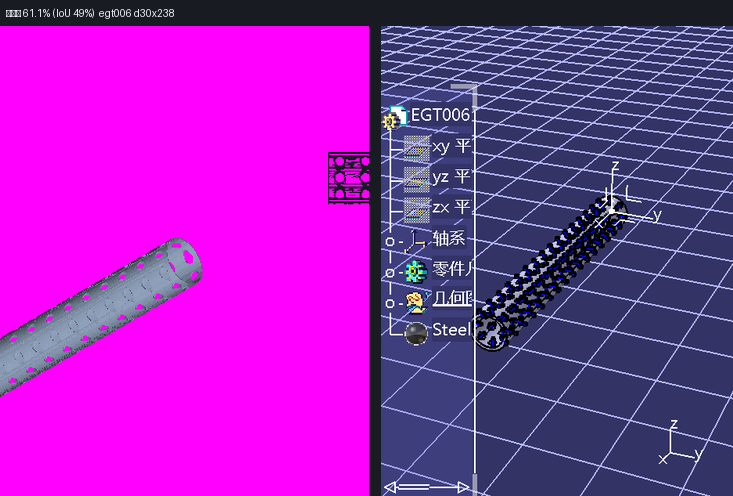 61.1% (IoU 49%) egt006 d30x238
EGT006
xy 平
yz 平
zx 平
轴系
零件
几何
Steel
z
y
x
z
y
x